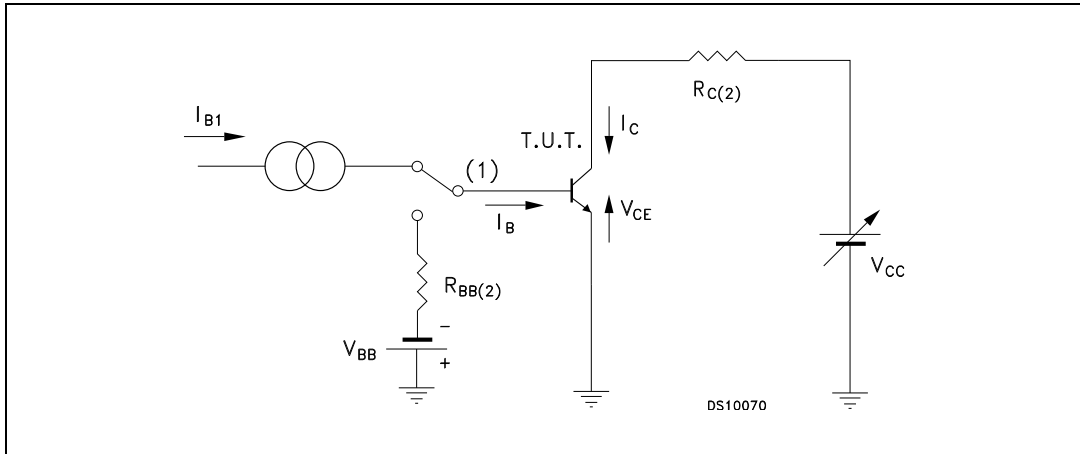 R_C(2)
I_B1
I_C
T.U.T.
(1)
V_CE
I_B
V_CC
R_BB(2)
−
V_BB
+
DS10070